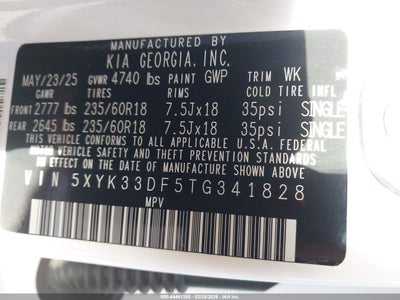 MANUFACTURED BY
KIA GEORGIA, INC.
MAY/23/25 GVWR 4740 lbs PAINT GWP TRIM WK
GAWR TIRES RIMS COLD TIRE INFL
FRONT 2777 lbs 235/60R18 7.5Jx18 35psi SINGLE
REAR 2645 lbs 235/60R18 7.5Jx18 35psi SINGLE
THIS VEHICLE CONFORMS TO ALL APPLICABLE U.S.A. FEDERAL
MOTOR VEHICLE SAFETY AND THEFT PREVENTION STANDARDS
IN EFFECT ON THE DATE OF MANUFACTURE SHOWN ABOVE.
VIN 5XYK33DF5TG341828
MPV